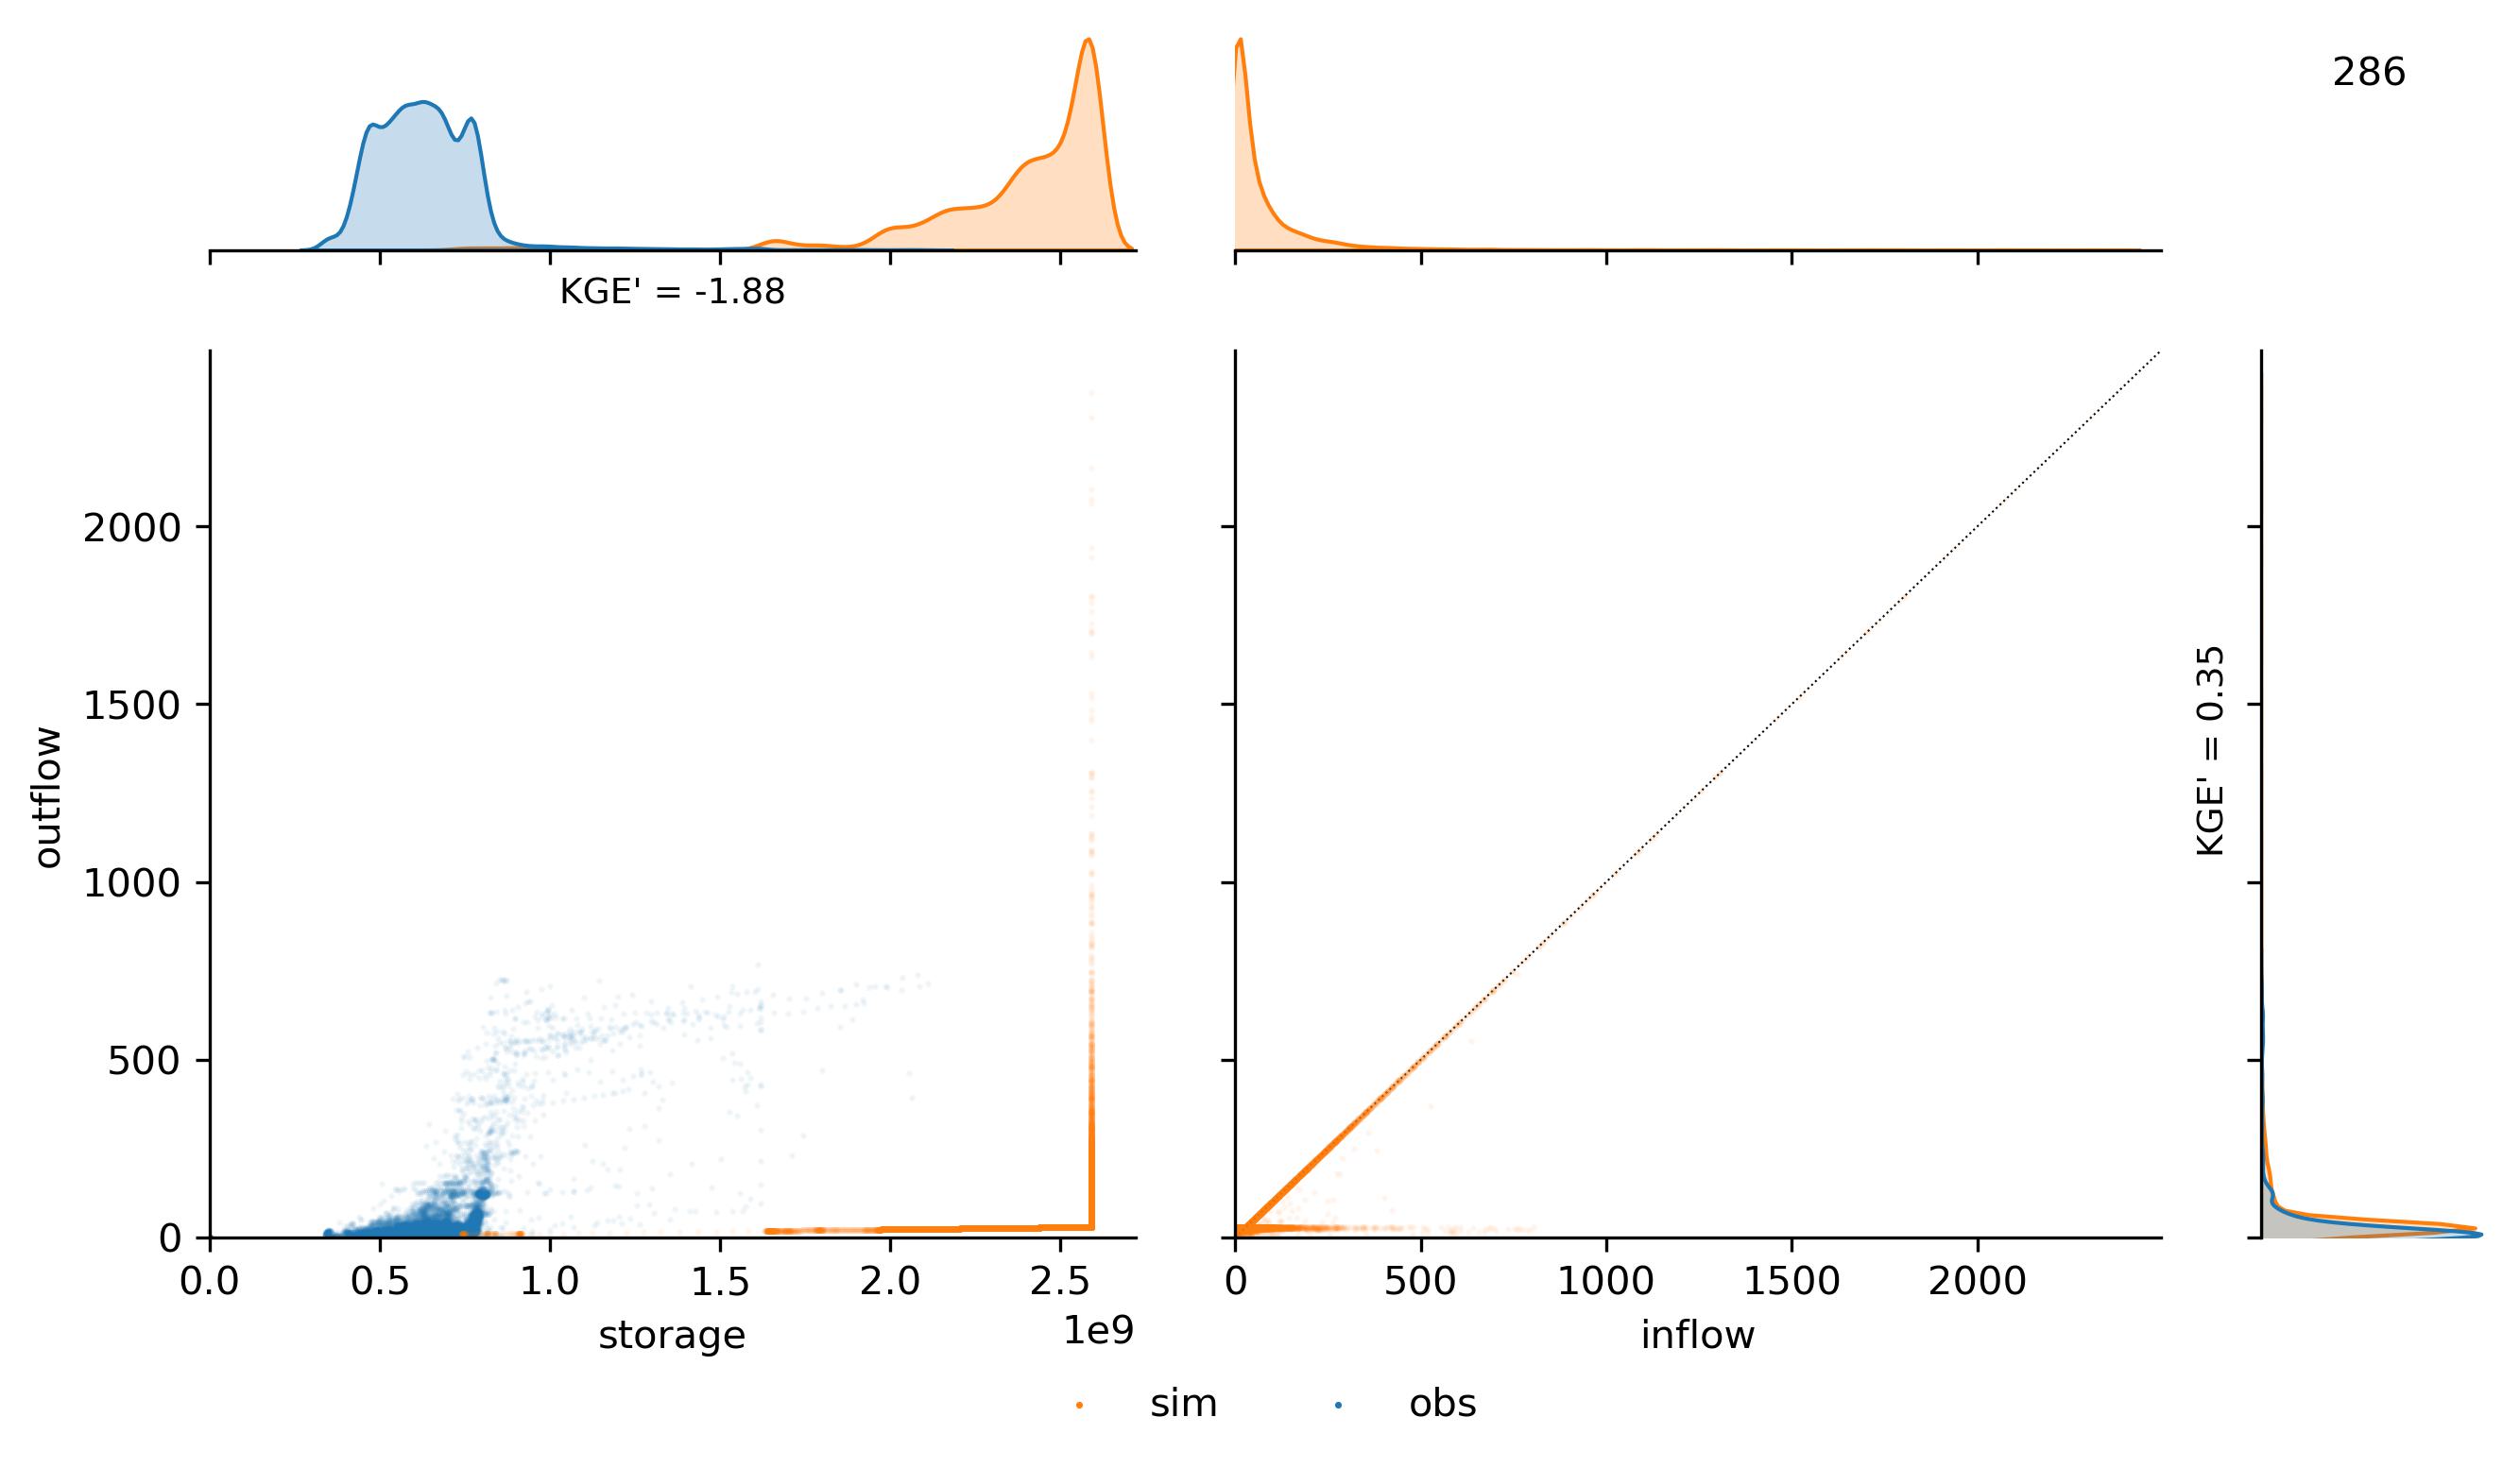 286
KGE' = -1.88
outflow
2000
1500
1000
500
0
KGE' = 0.35
0.0 0.5 1.0 1.5 2.0 2.5
1e9
storage
0 500 1000 1500 2000
inflow
sim obs